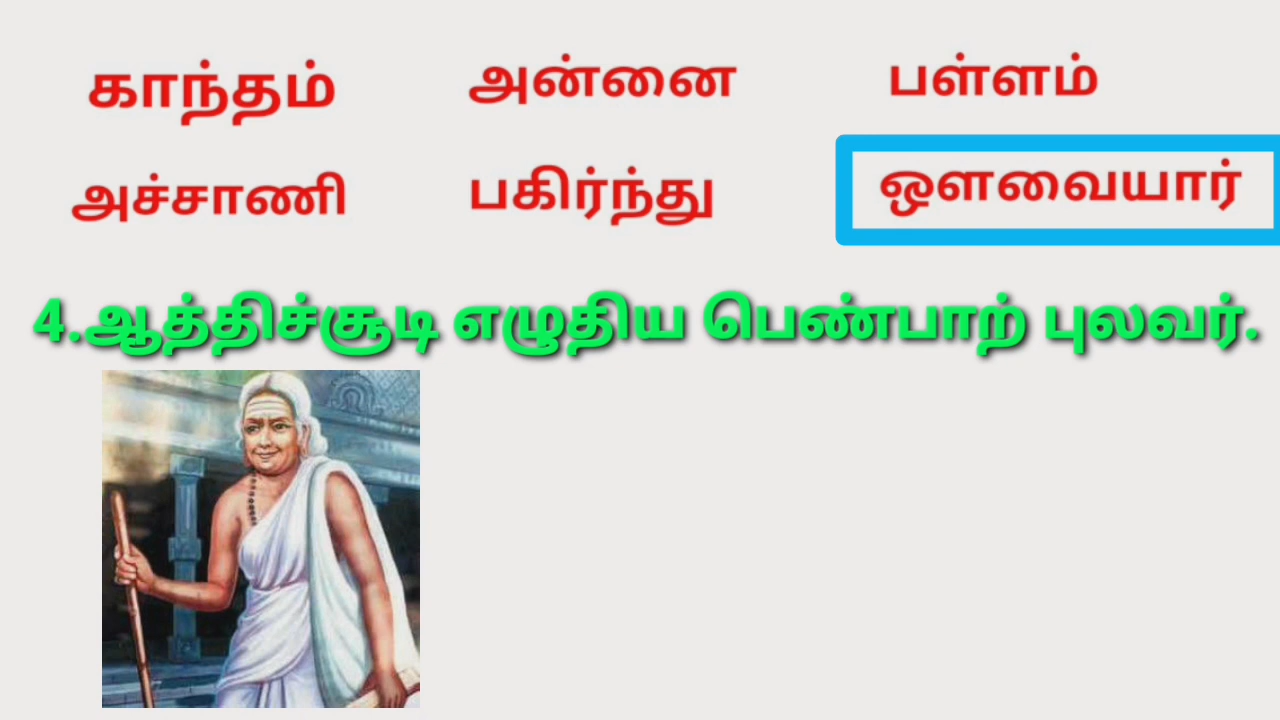 காந்தம் அன்னை பள்ளம்
அச்சாணி பகிர்ந்து ஔவையார்
4.ஆத்திச்சூடி எழுதிய பெண்பாற் புலவர்.